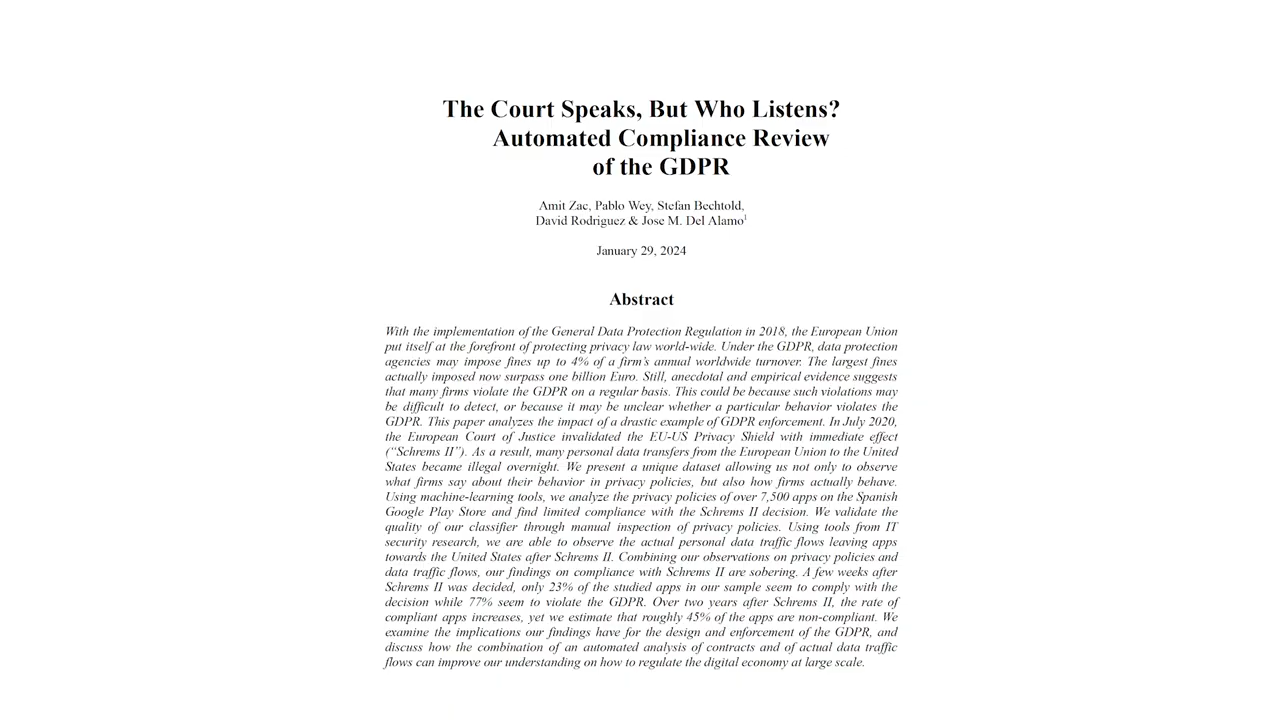 The Court Speaks, But Who Listens?
Automated Compliance Review
of the GDPR
Amit Zac, Pablo Wey, Stefan Bechtold,
David Rodriguez & Jose M. Del Alamo¹
January 29, 2024
Abstract
With the implementation of the General Data Protection Regulation in 2018, the European Union
put itself at the forefront of protecting privacy law world-wide. Under the GDPR, data protection
agencies may impose fines up to 4% of a firm's annual worldwide turnover. The largest fines
actually imposed now surpass one billion Euro. Still, anecdotal and empirical evidence suggests
that many firms violate the GDPR on a regular basis. This could be because such violations may
be difficult to detect, or because it may be unclear whether a particular behavior violates the
GDPR. This paper analyzes the impact of a drastic example of GDPR enforcement. In July 2020,
the European Court of Justice invalidated the EU-US Privacy Shield with immediate effect
("Schrems II"). As a result, many personal data transfers from the European Union to the United
States became illegal overnight. We present a unique dataset allowing us not only to observe
what firms say about their behavior in privacy policies, but also how firms actually behave.
Using machine-learning tools, we analyze the privacy policies of over 7,500 apps on the Spanish
Google Play Store and find limited compliance with the Schrems II decision. We validate the
quality of our classifier through manual inspection of privacy policies. Using tools from IT
security research, we are able to observe the actual personal data traffic flows leaving apps
towards the United States after Schrems II. Combining our observations on privacy policies and
data traffic flows, our findings on compliance with Schrems II are sobering. A few weeks after
Schrems II was decided, only 23% of the studied apps in our sample seem to comply with the
decision while 77% seem to violate the GDPR. Over two years after Schrems II, the rate of
compliant apps increases, yet we estimate that roughly 45% of the apps are non-compliant. We
examine the implications our findings have for the design and enforcement of the GDPR, and
discuss how the combination of an automated analysis of contracts and of actual data traffic
flows can improve our understanding on how to regulate the digital economy at large scale.